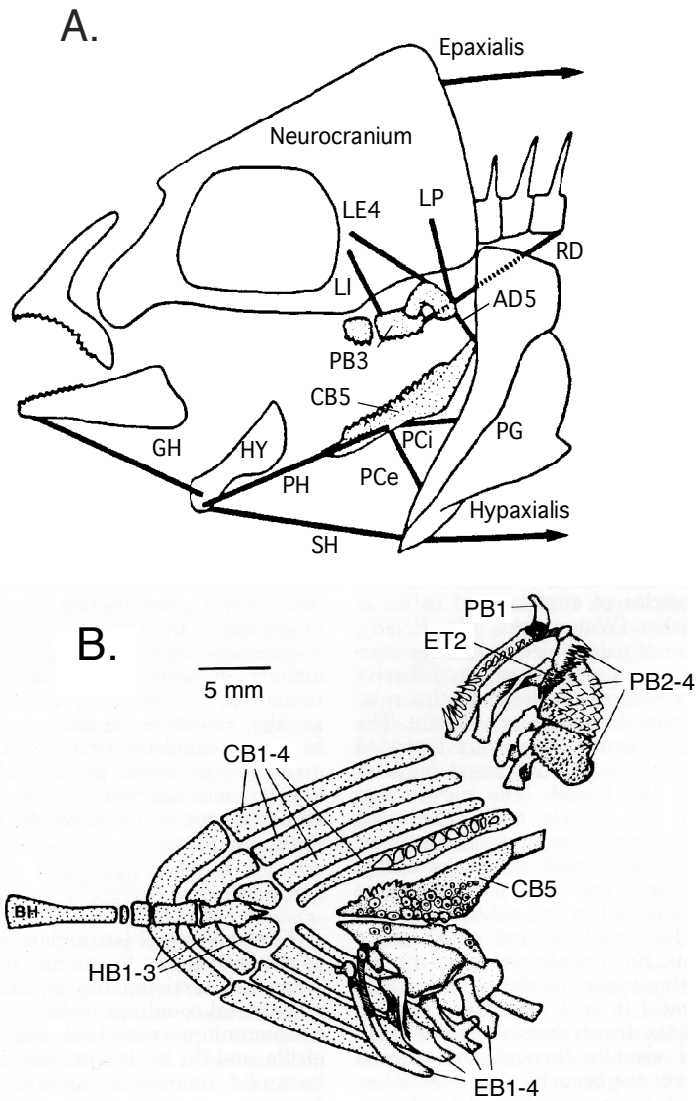 A.
Epaxialis
Neurocranium
LE4
LP
RD
LI
AD5
PB3
CB5
PCi
PG
GH
HY
PH
PCe
Hypaxialis
SH
PB1
B.
ET2
5 mm
PB2-4
CB1-4
CB5
BH
HB1-3
EB1-4